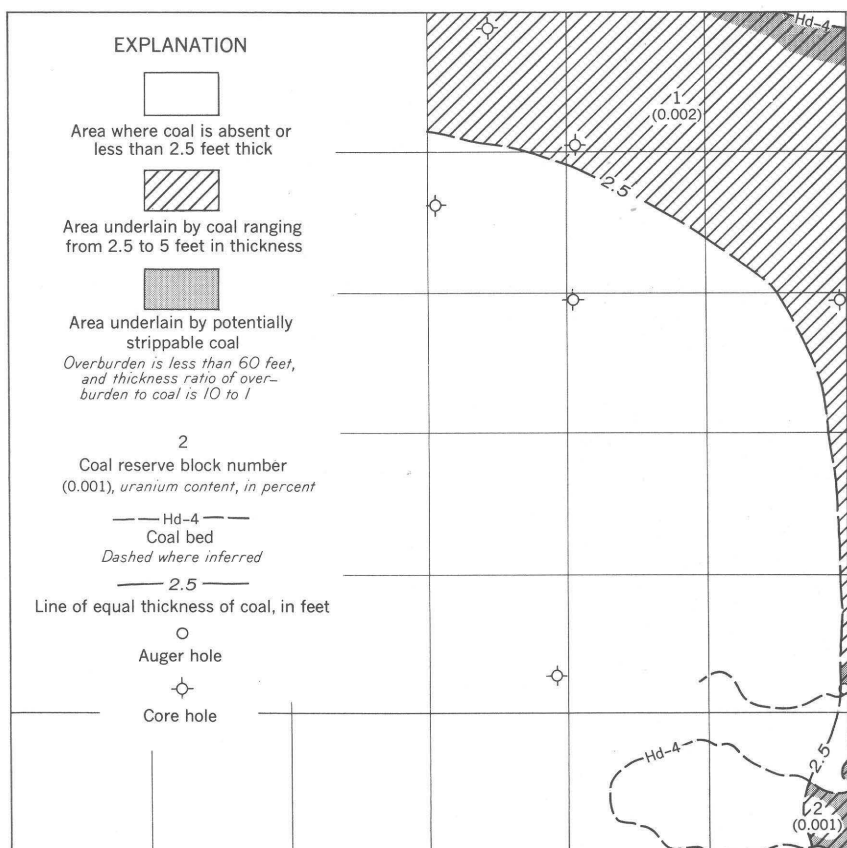 EXPLANATION
Area where coal is absent or
less than 2.5 feet thick
Area underlain by coal ranging
from 2.5 to 5 feet in thickness
Area underlain by potentially
strippable coal
Overburden is less than 60 feet,
and thickness ratio of over-
burden to coal is 10 to 1
2
Coal reserve block number
(0.001), uranium content, in percent
Hd-4
Coal bed
Dashed where inferred
2.5
Line of equal thickness of coal, in feet
Auger hole
Core hole
Hd-4
1
(0.002)
2.5
Hd-4
2.5
2
(0.001)